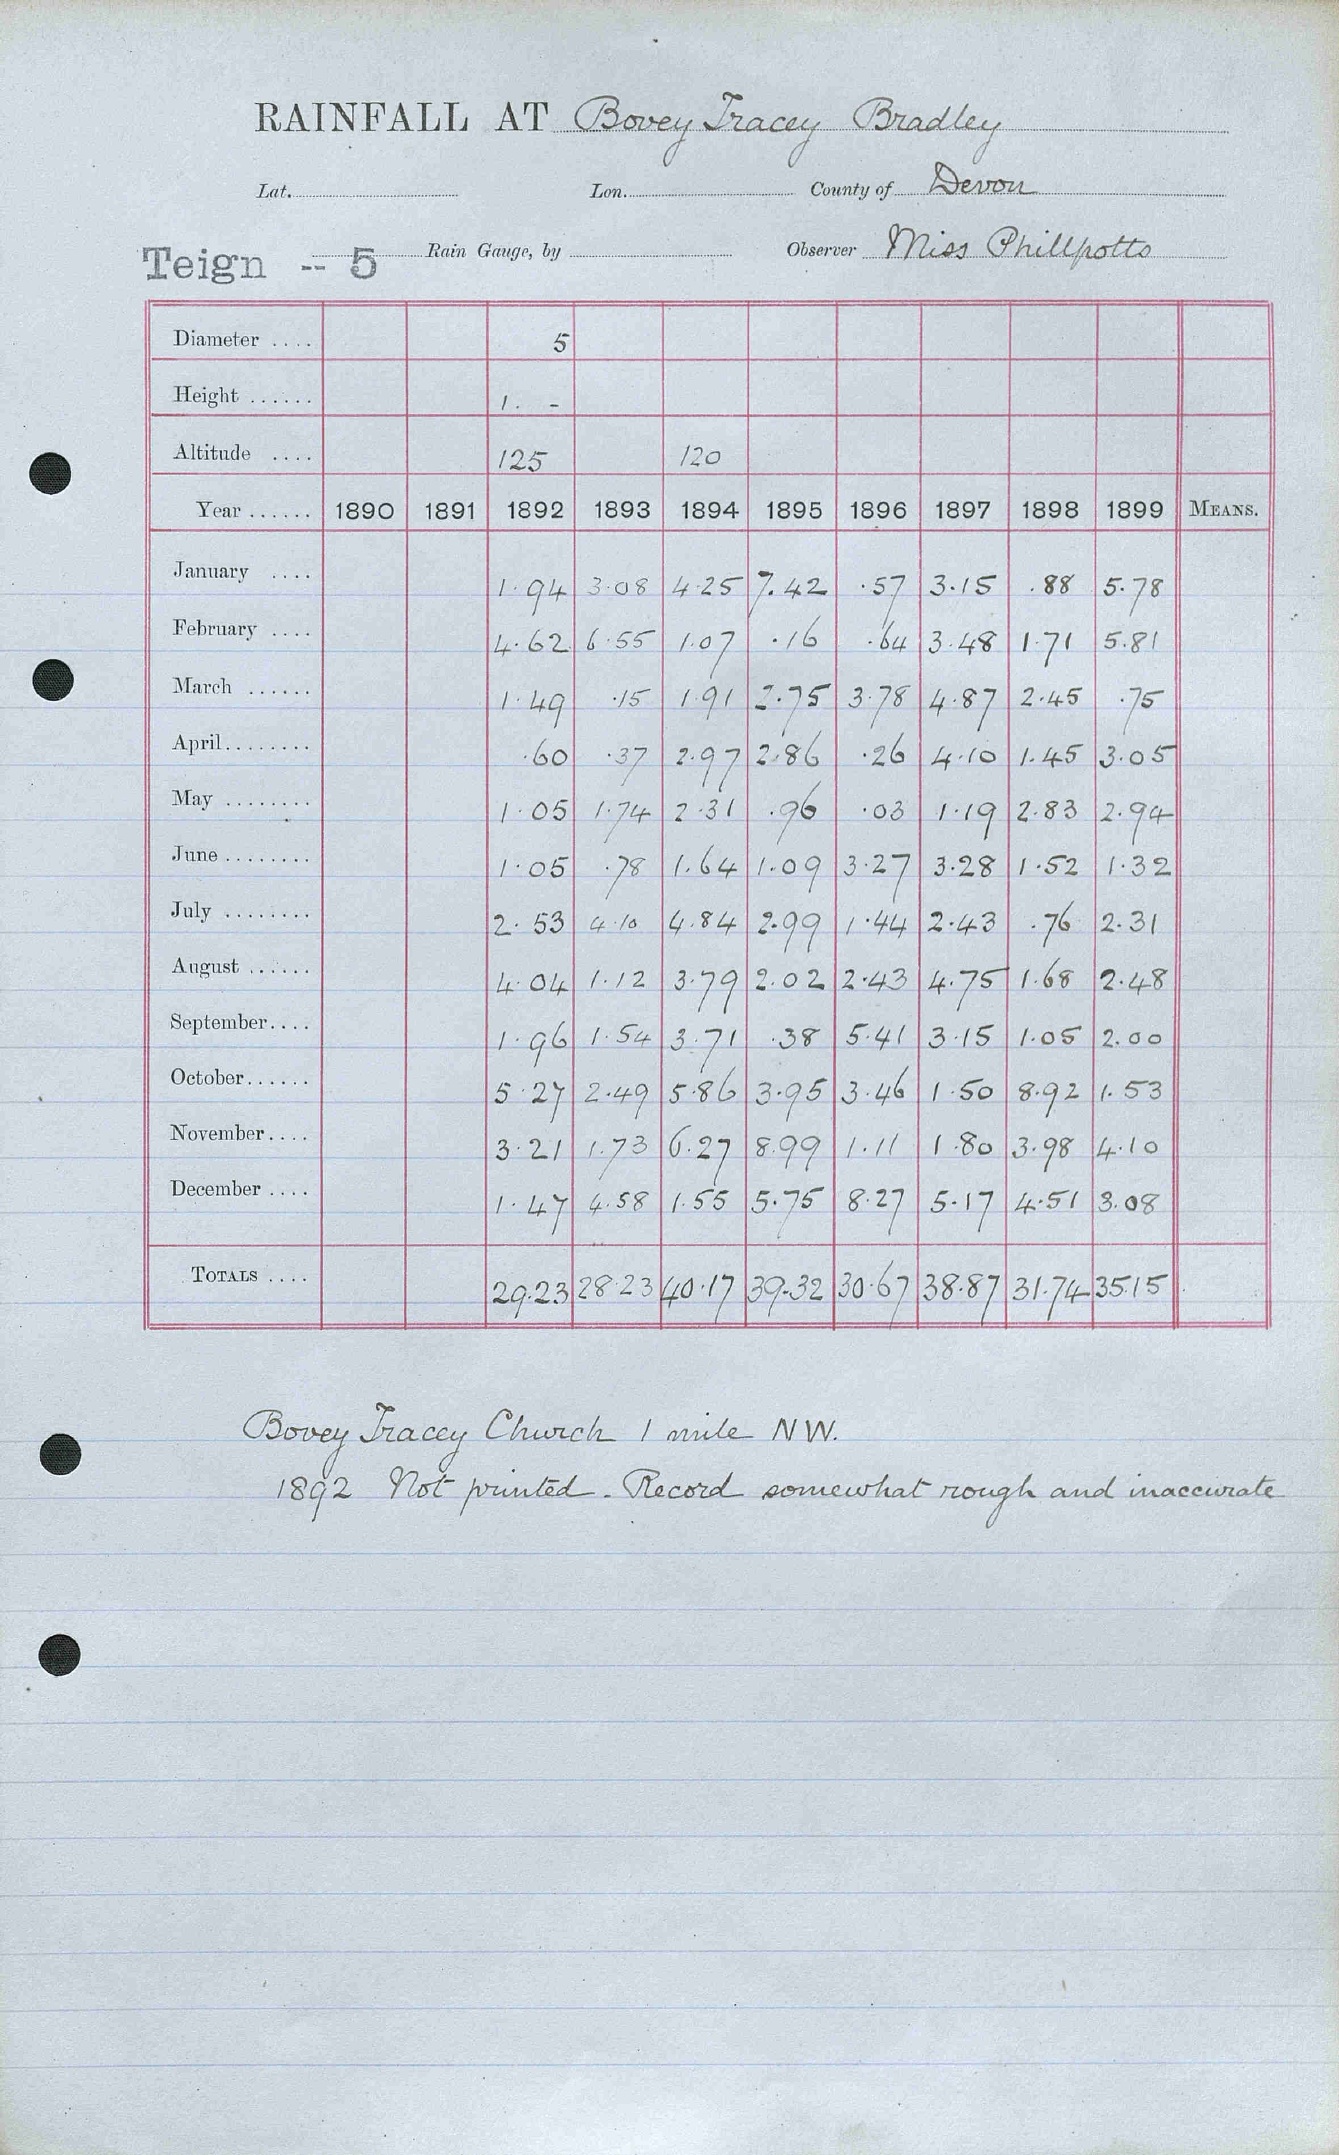 RAINFALL AT Bovey Tracey Bradley
Lat. Lon. County of Devon
Teign -- 5 Rain Gauge, by Observer Miss Phillpotts
Diameter .... 5
Height ...... 1. -
Altitude .... 125 120
Year ...... 1890 1891 1892 1893 1894 1895 1896 1897 1898 1899 MEANS.
January .... 1.94 3.08 4.25 7.42 .57 3.15 .88 5.78
February .... 4.62 6.55 1.07 .16 .64 3.48 1.71 5.81
March ...... 1.49 .15 1.91 2.75 3.78 4.87 2.45 .75
April........ .60 .37 2.97 2.86 .26 4.10 1.45 3.05
May ........ 1.05 1.74 2.31 .96 .03 1.19 2.83 2.94
June ........ 1.05 .78 1.64 1.09 3.27 3.28 1.52 1.32
July ........ 2.53 4.10 4.84 2.99 1.44 2.43 .76 2.31
August ...... 4.04 1.12 3.79 2.02 2.43 4.75 1.68 2.48
September.... 1.96 1.54 3.71 .38 5.41 3.15 1.05 2.00
October...... 5.27 2.49 5.86 3.95 3.46 1.50 8.92 1.53
November.... 3.21 1.73 6.27 8.99 1.11 1.80 3.98 4.10
December .... 1.47 4.58 1.55 5.75 8.27 5.17 4.51 3.08
TOTALS .... 29.23 28.23 40.17 39.32 30.67 38.87 31.74 35.15
Bovey Tracey Church 1 mile NW.
1892 Not printed. Record somewhat rough and inaccurate